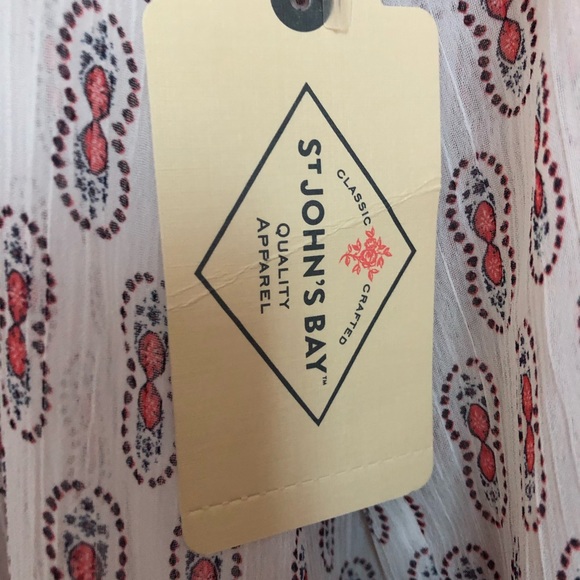 CLASSIC CRAFTED
ST JOHN'S BAY™
QUALITY
APPAREL